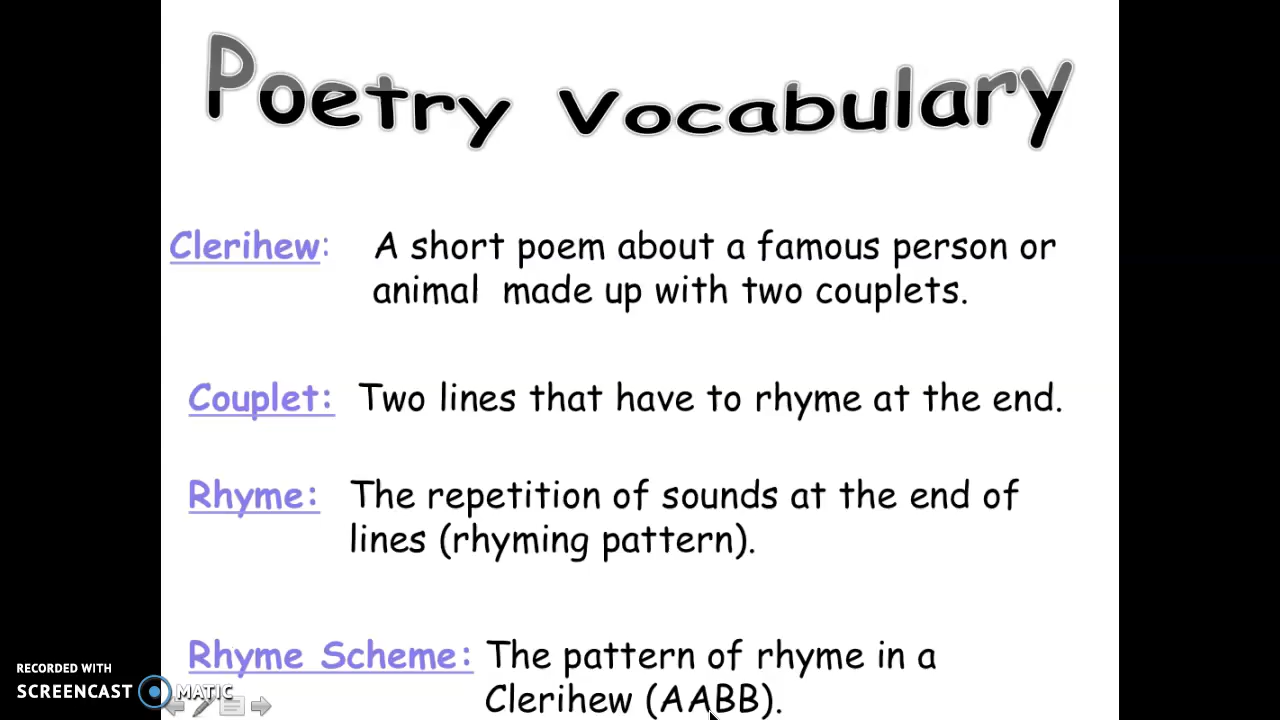 Poetry Vocabulary
Clerihew: A short poem about a famous person or
animal made up with two couplets.
Couplet: Two lines that have to rhyme at the end.
Rhyme: The repetition of sounds at the end of
lines (rhyming pattern).
Rhyme Scheme: The pattern of rhyme in a
Clerihew (AABB).
RECORDED WITH
SCREENCAST MATIC